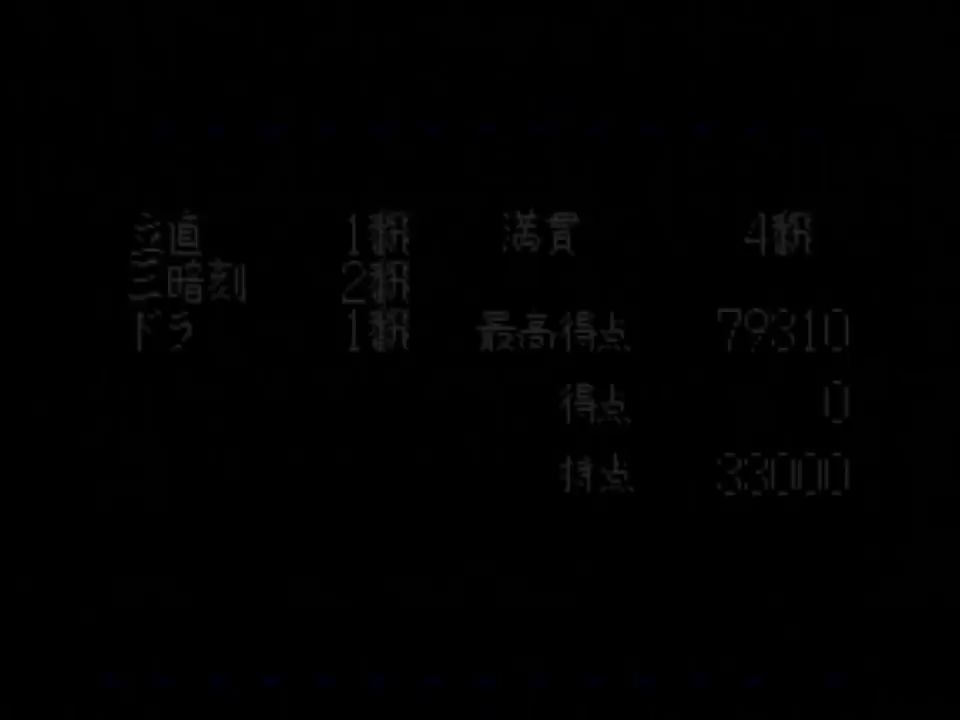 立直 1飜 満貫 4飜
三暗刻 2飜
ドラ 1飜 最高得点 79310
得点 0
持点 33000